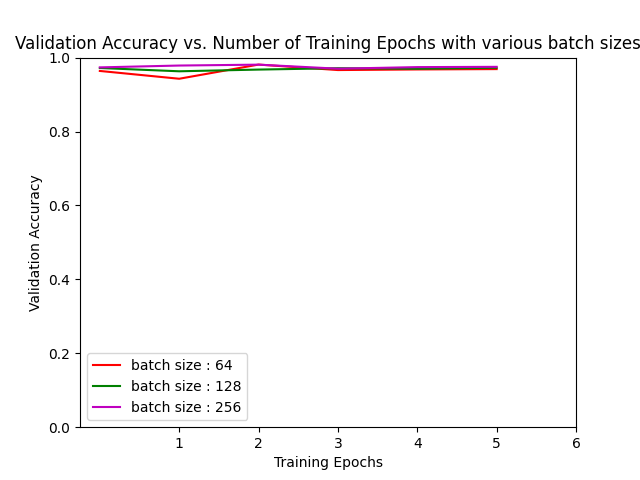 Validation Accuracy vs. Number of Training Epochs with various batch sizes
1.0
0.8
0.6
0.4
0.2
0.0
Validation Accuracy
batch size : 64
batch size : 128
batch size : 256
1 2 3 4 5 6
Training Epochs